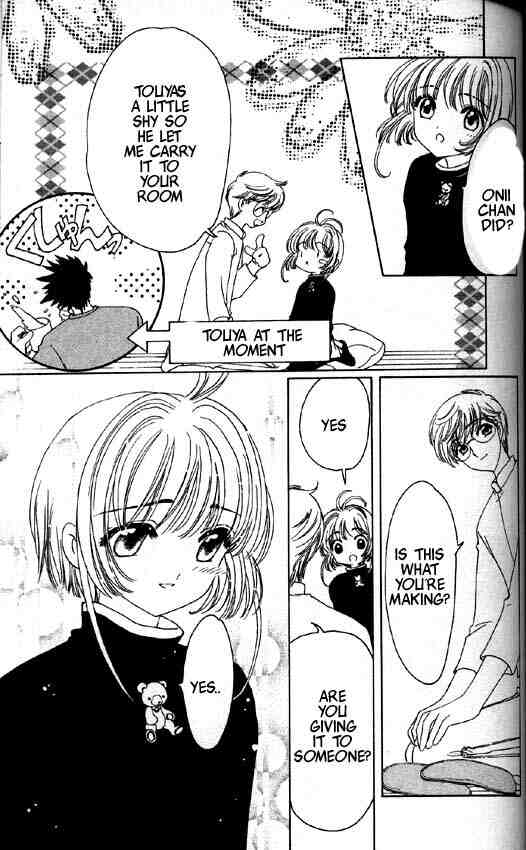 ONII
CHAN
DID?
TOUYAS
A LITTLE
SHY SO
HE LET
ME CARRY
IT TO
YOUR
ROOM
TOUYA AT THE
MOMENT
IS THIS
WHAT
YOU'RE
MAKING?
YES
ARE
YOU
GIVING
IT TO
SOMEONE?
YES..